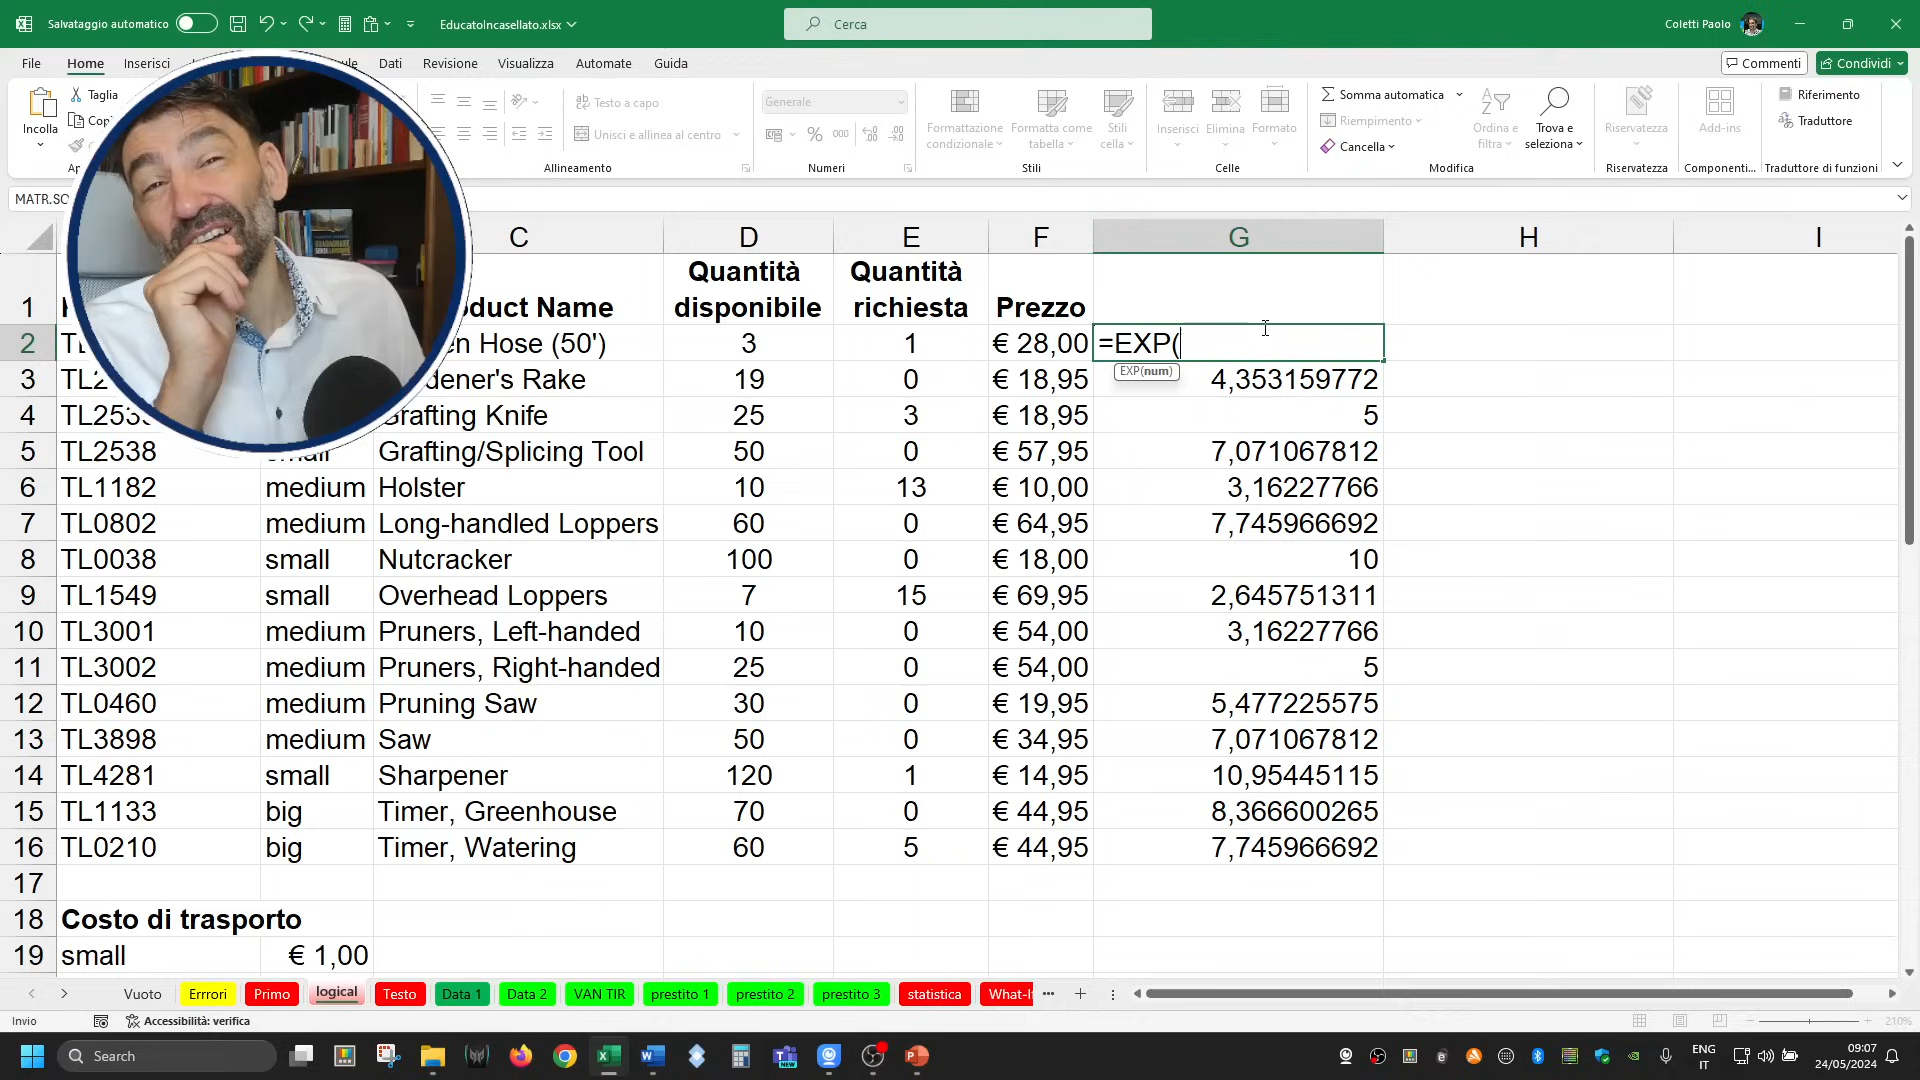 Salvataggio automatico
EducatoIncasellato.xlsx
Cerca
Coletti Paolo
File Home Inserisci Dati Revisione Visualizza Automate Guida
Commenti Condividi
Incolla
Taglia
Testo a capo
Unisci e allinea al centro
Allineamento
Generale
% 000
Numeri
Formattazione condizionale
Formatta come tabella
Stili cella
Stili
Inserisci Elimina Formato
Celle
Somma automatica
Riempimento
Cancella
Ordina e filtra
Trova e seleziona
Modifica
Riservatezza
Riservatezza
Add-ins
Componenti...
Riferimento
Traduttore
Traduttore di funzioni
C D E F G H I
1 Quantità disponibile Quantità richiesta Prezzo
2 Hose (50') 3 1 € 28,00 =EXP(
EXP(num)
3 Rake 19 0 € 18,95 4,353159772
4 Grafting Knife 25 3 € 18,95 5
5 TL2538 small Grafting/Splicing Tool 50 0 € 57,95 7,071067812
6 TL1182 medium Holster 10 13 € 10,00 3,16227766
7 TL0802 medium Long-handled Loppers 60 0 € 64,95 7,745966692
8 TL0038 small Nutcracker 100 0 € 18,00 10
9 TL1549 small Overhead Loppers 7 15 € 69,95 2,645751311
10 TL3001 medium Pruners, Left-handed 10 0 € 54,00 3,16227766
11 TL3002 medium Pruners, Right-handed 25 0 € 54,00 5
12 TL0460 medium Pruning Saw 30 0 € 19,95 5,477225575
13 TL3898 medium Saw 50 0 € 34,95 7,071067812
14 TL4281 small Sharpener 120 1 € 14,95 10,95445115
15 TL1133 big Timer, Greenhouse 70 0 € 44,95 8,366600265
16 TL0210 big Timer, Watering 60 5 € 44,95 7,745966692
17
18 Costo di trasporto
19 small € 1,00
Vuoto Errrori Primo logical Testo Data 1 Data 2 VAN TIR prestito 1 prestito 2 prestito 3 statistica What-If
Invio Accessibilità: verifica 210%
Search
ENG
IT
09:07
24/05/2024